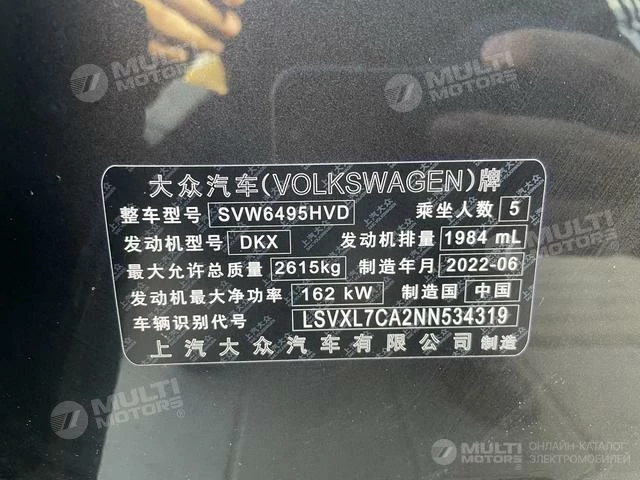 MULTI MOTORS
MULTI MOTORS
大众汽车(VOLKSWAGEN)牌
整车型号 SVW6495HVD 乘坐人数 5
发动机型号 DKX 发动机排量 1984 mL
最大允许总质量 2615kg 制造年月 2022-06
发动机最大净功率 162 kW 制造国 中国
车辆识别代号 LSVXL7CA2NN534319
上汽大众汽车有限公司 制造
MULTI MOTORS
MULTI MOTORS ОНЛАЙН-КАТАЛОГ ЭЛЕКТРОМОБИЛЕЙ